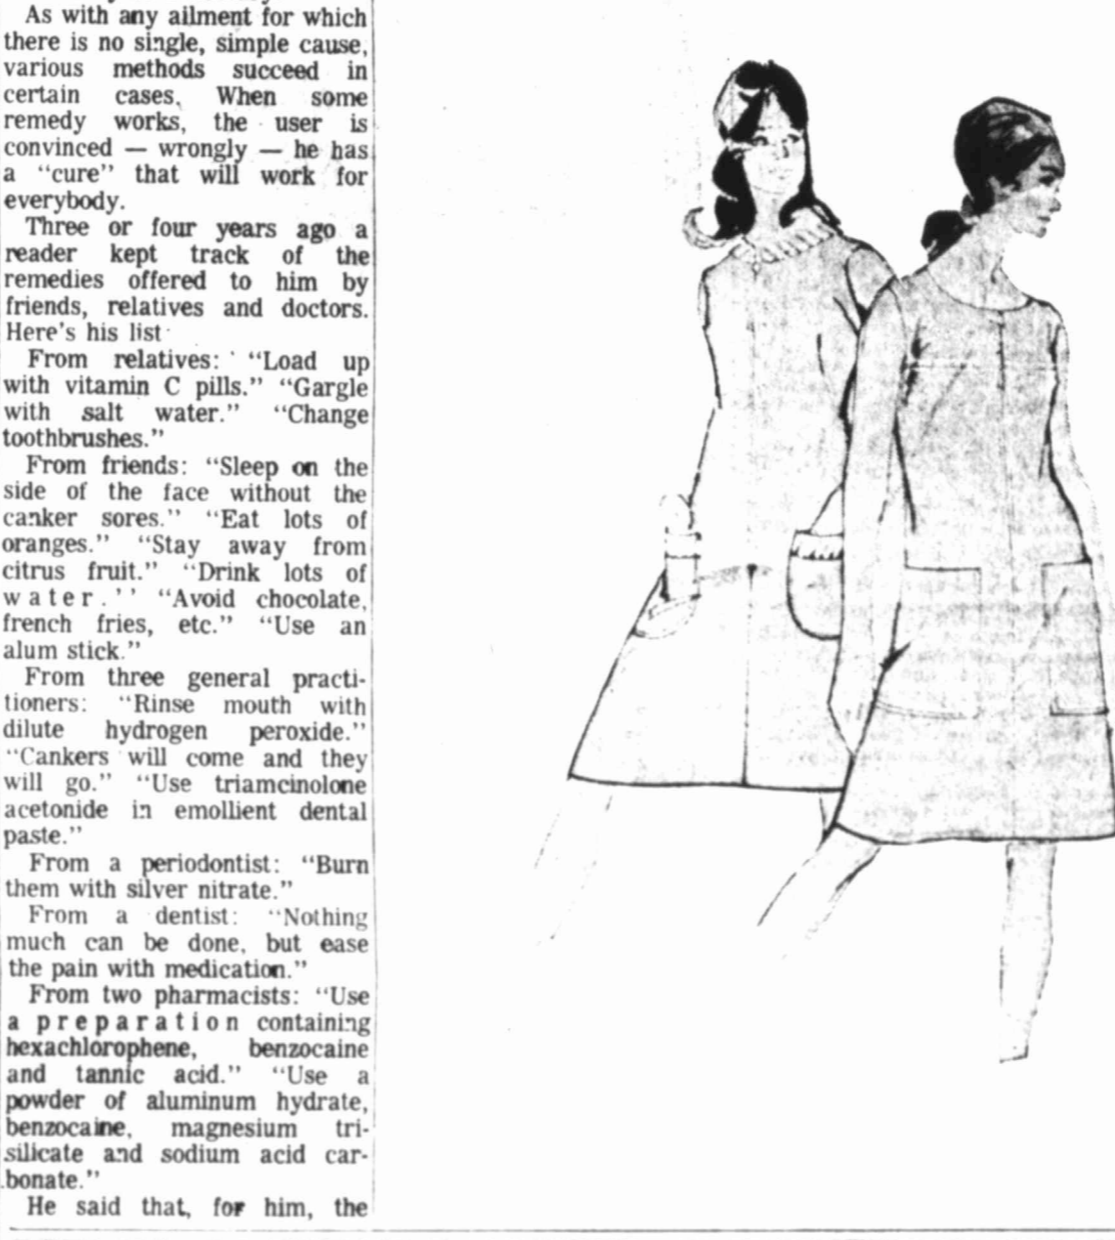 As with any ailment for which
there is no single, simple cause,
various methods succeed in
certain cases. When some
remedy works, the user is
convinced — wrongly — he has
a "cure" that will work for
everybody.
Three or four years ago a
reader kept track of the
remedies offered to him by
friends, relatives and doctors.
Here's his list
From relatives: "Load up
with vitamin C pills." "Gargle
with salt water." "Change
toothbrushes."
From friends: "Sleep on the
side of the face without the
canker sores." "Eat lots of
oranges." "Stay away from
citrus fruit." "Drink lots of
water.'' "Avoid chocolate,
french fries, etc." "Use an
alum stick."
From three general practi-
tioners: "Rinse mouth with
dilute hydrogen peroxide."
"Cankers will come and they
will go." "Use triamcinolone
acetonide in emollient dental
paste."
From a periodontist: "Burn
them with silver nitrate."
From a dentist: "Nothing
much can be done, but ease
the pain with medication."
From two pharmacists: "Use
a preparation containing
hexachlorophene, benzocaine
and tannic acid." "Use a
powder of aluminum hydrate,
benzocaine, magnesium tri-
silicate and sodium acid car-
bonate."
He said that, for him, the